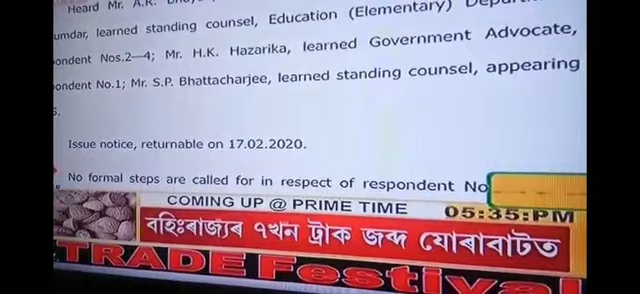 Heard Mr. A.K.
umdar, learned standing counsel, Education (Elementary)
ondent Nos.2—4; Mr. H.K. Hazarika, learned Government Advocate,
ondent No.1; Mr. S.P. Bhattacharjee, learned standing counsel, appearing
Issue notice, returnable on 17.02.2020.
No formal steps are called for in respect of respondent No
COMING UP @ PRIME TIME
05:35:PM
বহিঃৰাজ্যৰ ৭খন ট্ৰাক জব্দ যোৰাবাটত
TRADE Festival